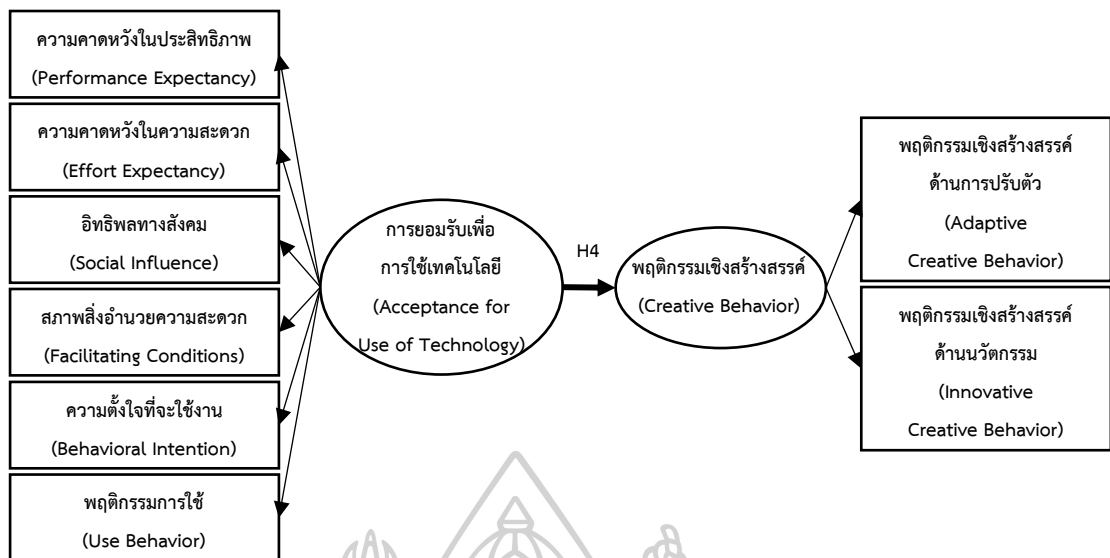 ความคาดหวังในประสิทธิภาพ
(Performance Expectancy)
ความคาดหวังในความสะดวก
(Effort Expectancy)
อิทธิพลทางสังคม
(Social Influence)
สภาพสิ่งอำนวยความสะดวก
(Facilitating Conditions)
ความตั้งใจที่จะใช้งาน
(Behavioral Intention)
พฤติกรรมการใช้
(Use Behavior)
การยอมรับเพื่อ
การใช้เทคโนโลยี
(Acceptance for
Use of Technology)
H4
พฤติกรรมเชิงสร้างสรรค์
(Creative Behavior)
พฤติกรรมเชิงสร้างสรรค์
ด้านการปรับตัว
(Adaptive
Creative Behavior)
พฤติกรรมเชิงสร้างสรรค์
ด้านนวัตกรรม
(Innovative
Creative Behavior)